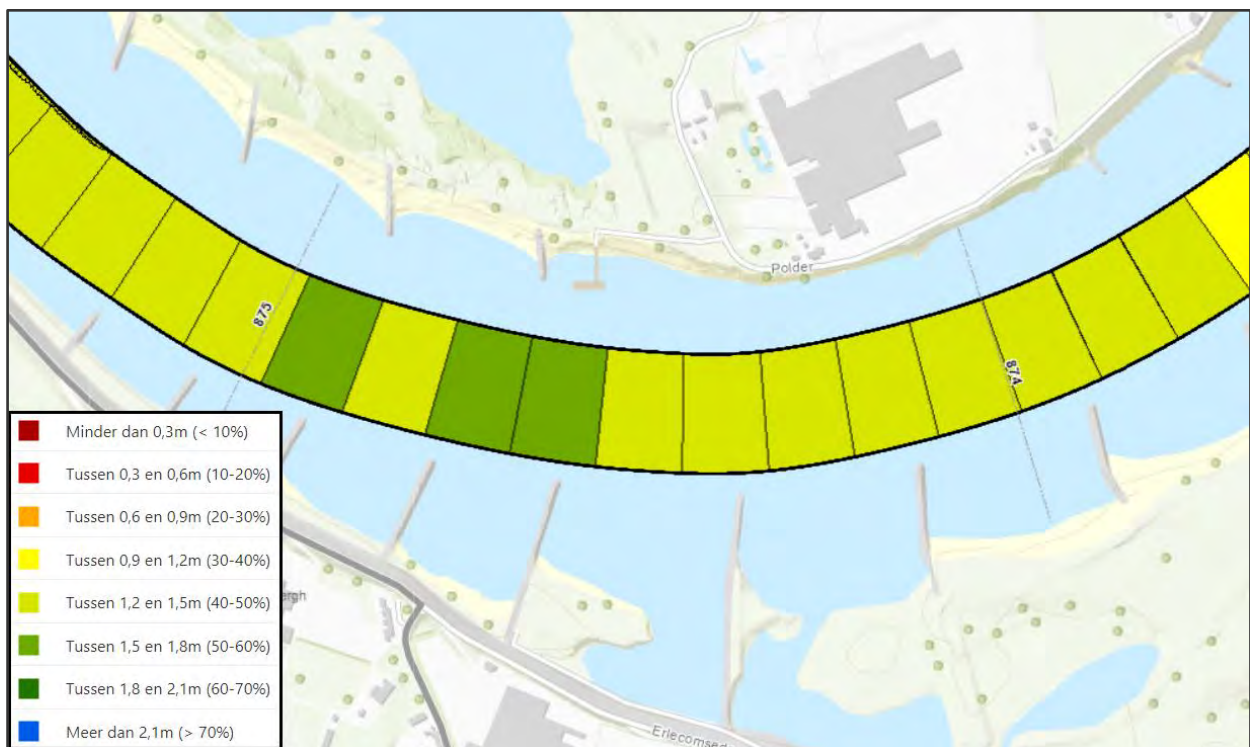 Polder
875
874
Minder dan 0,3m (< 10%)
Tussen 0,3 en 0,6m (10-20%)
Tussen 0,6 en 0,9m (20-30%)
Tussen 0,9 en 1,2m (30-40%)
Tussen 1,2 en 1,5m (40-50%)
Tussen 1,5 en 1,8m (50-60%)
Tussen 1,8 en 2,1m (60-70%)
Meer dan 2,1m (> 70%)
ergh
Erlecomsed